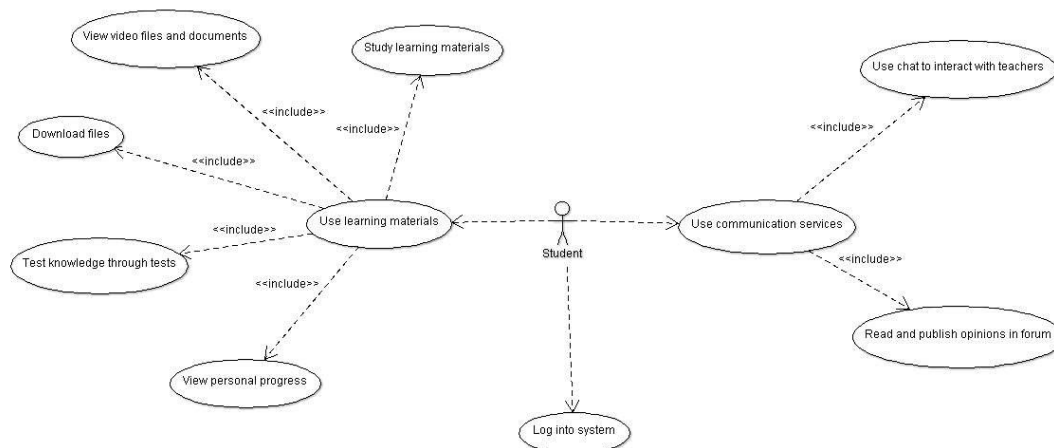 View video files and documents
Study learning materials
Use chat to interact with teachers
<<include>>
<<include>>
<<include>>
Download files
<<include>>
Use learning materials
Use communication services
<<include>>
Student
Test knowledge through tests
<<include>>
<<include>>
Read and publish opinions in forum
View personal progress
Log into system